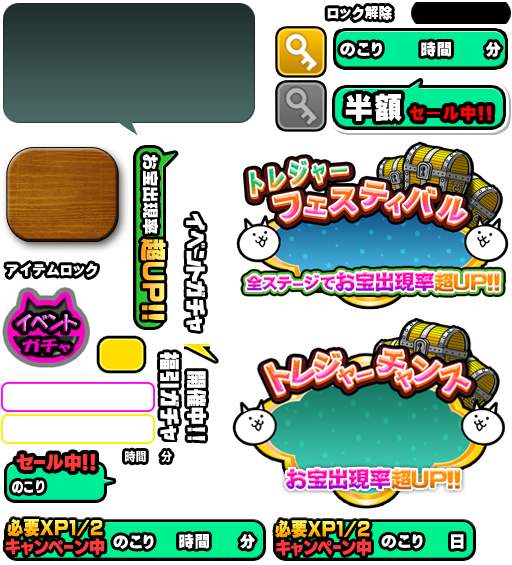 ロック解除
のこり 時間 分
半額 セール中!!
お宝出現率
超UP!!
イベントガチャ
トレジャー
フェスティバル
全ステージでお宝出現率超UP!!
アイテムロック
イベント
ガチャ
開催中!!
福引ガチャ
トレジャーチャンス
お宝出現率超UP!!
時間 分
セール中!!
のこり
必要XP1/2
キャンペーン中
のこり 時間 分
必要XP1/2
キャンペーン中
のこり 日